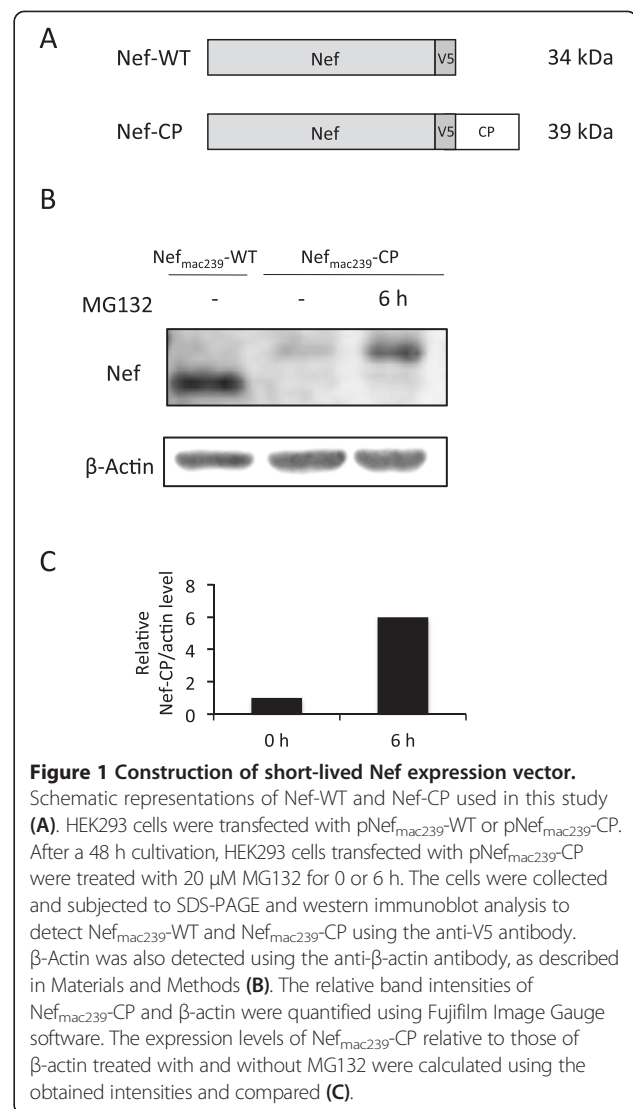 A
Nef-WT Nef V5 34 kDa
Nef-CP Nef V5 CP 39 kDa
B
Nefmac239-WT Nefmac239-CP
MG132 - - 6 h
Nef
β-Actin
C
Relative
Nef-CP/actin level
8
6
4
2
0
0 h 6 h
Figure 1 Construction of short-lived Nef expression vector.
Schematic representations of Nef-WT and Nef-CP used in this study
(A). HEK293 cells were transfected with pNefmac239-WT or pNefmac239-CP.
After a 48 h cultivation, HEK293 cells transfected with pNefmac239-CP
were treated with 20 μM MG132 for 0 or 6 h. The cells were collected
and subjected to SDS-PAGE and western immunoblot analysis to
detect Nefmac239-WT and Nefmac239-CP using the anti-V5 antibody.
β-Actin was also detected using the anti-β-actin antibody, as described
in Materials and Methods (B). The relative band intensities of
Nefmac239-CP and β-actin were quantified using Fujifilm Image Gauge
software. The expression levels of Nefmac239-CP relative to those of
β-actin treated with and without MG132 were calculated using the
obtained intensities and compared (C).